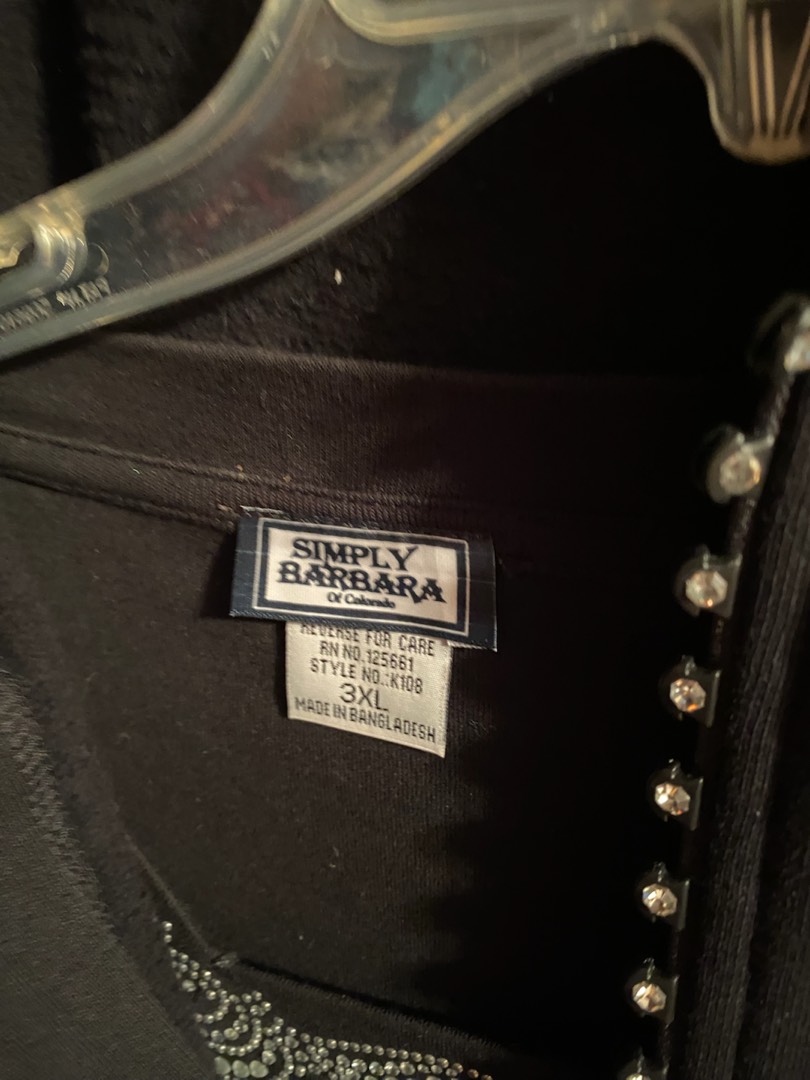 SIMPLY
BARBARA
Of Colorado
REVERSE FOR CARE
RN NO.125661
STYLE NO.:K108
3XL
MADE IN BANGLADESH